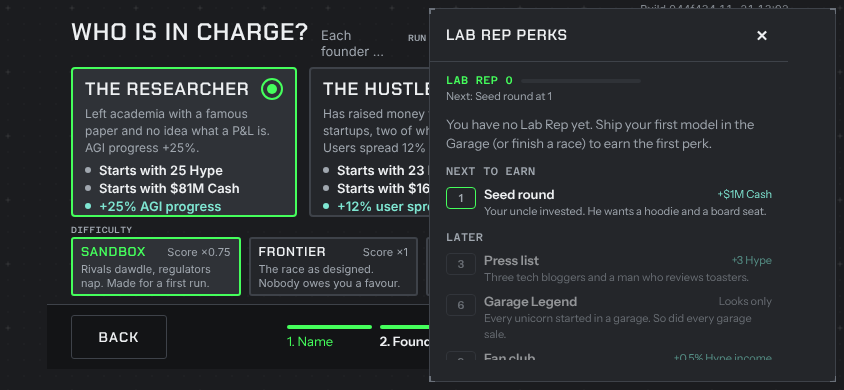 WHO IS IN CHARGE?
Each
founder ...
RUN
THE RESEARCHER
Left academia with a famous
paper and no idea what a P&L is.
AGI progress +25%.
Starts with 25 Hype
Starts with $81M Cash
+25% AGI progress
THE HUSTLE
Has raised money
startups, two of wh
Users spread 12%
Starts with 23
Starts with $16
+12% user spre
DIFFICULTY
SANDBOX Score ×0.75
Rivals dawdle, regulators
nap. Made for a first run.
FRONTIER Score ×1
The race as designed.
Nobody owes you a favour.
BACK
1. Name
2. Found
LAB REP PERKS
LAB REP 0
Next: Seed round at 1
You have no Lab Rep yet. Ship your first model in the
Garage (or finish a race) to earn the first perk.
NEXT TO EARN
1 Seed round +$1M Cash
Your uncle invested. He wants a hoodie and a board seat.
LATER
3 Press list +3 Hype
Three tech bloggers and a man who reviews toasters.
6 Garage Legend Looks only
Every unicorn started in a garage. So did every garage
sale.
Fan club +0.5% Hype income